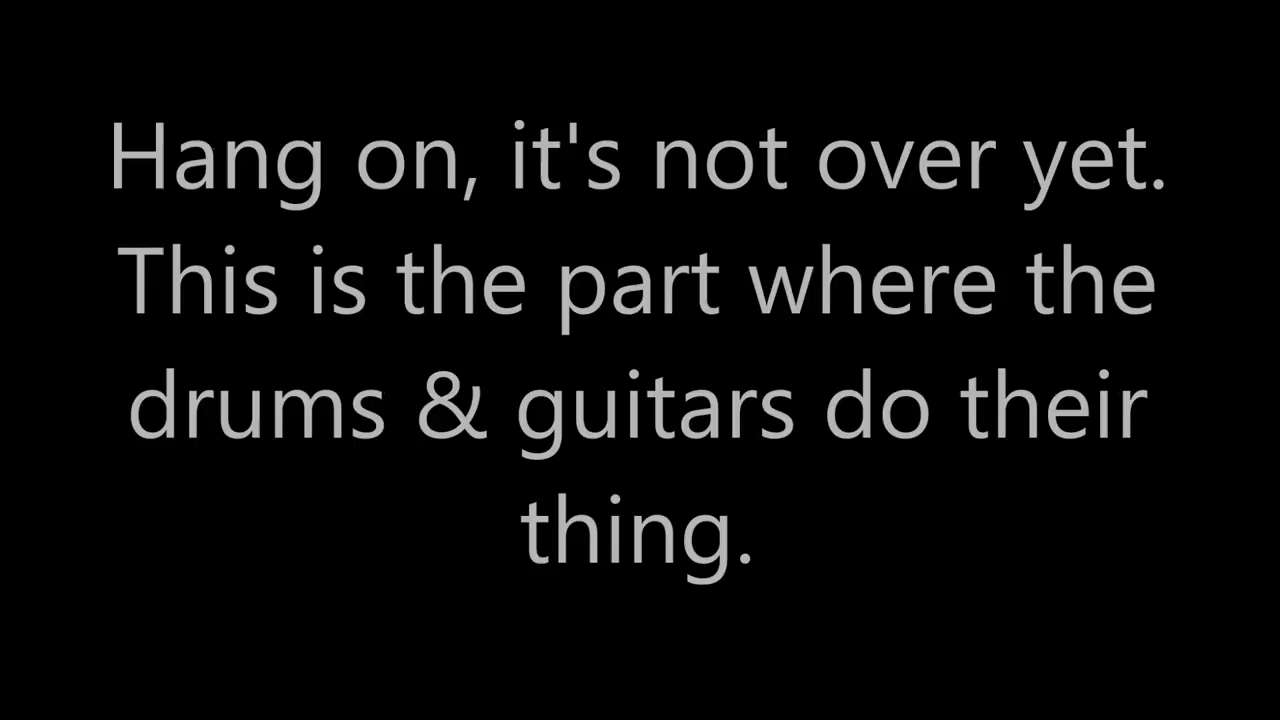 Hang on, it's not over yet.
This is the part where the
drums & guitars do their
thing.